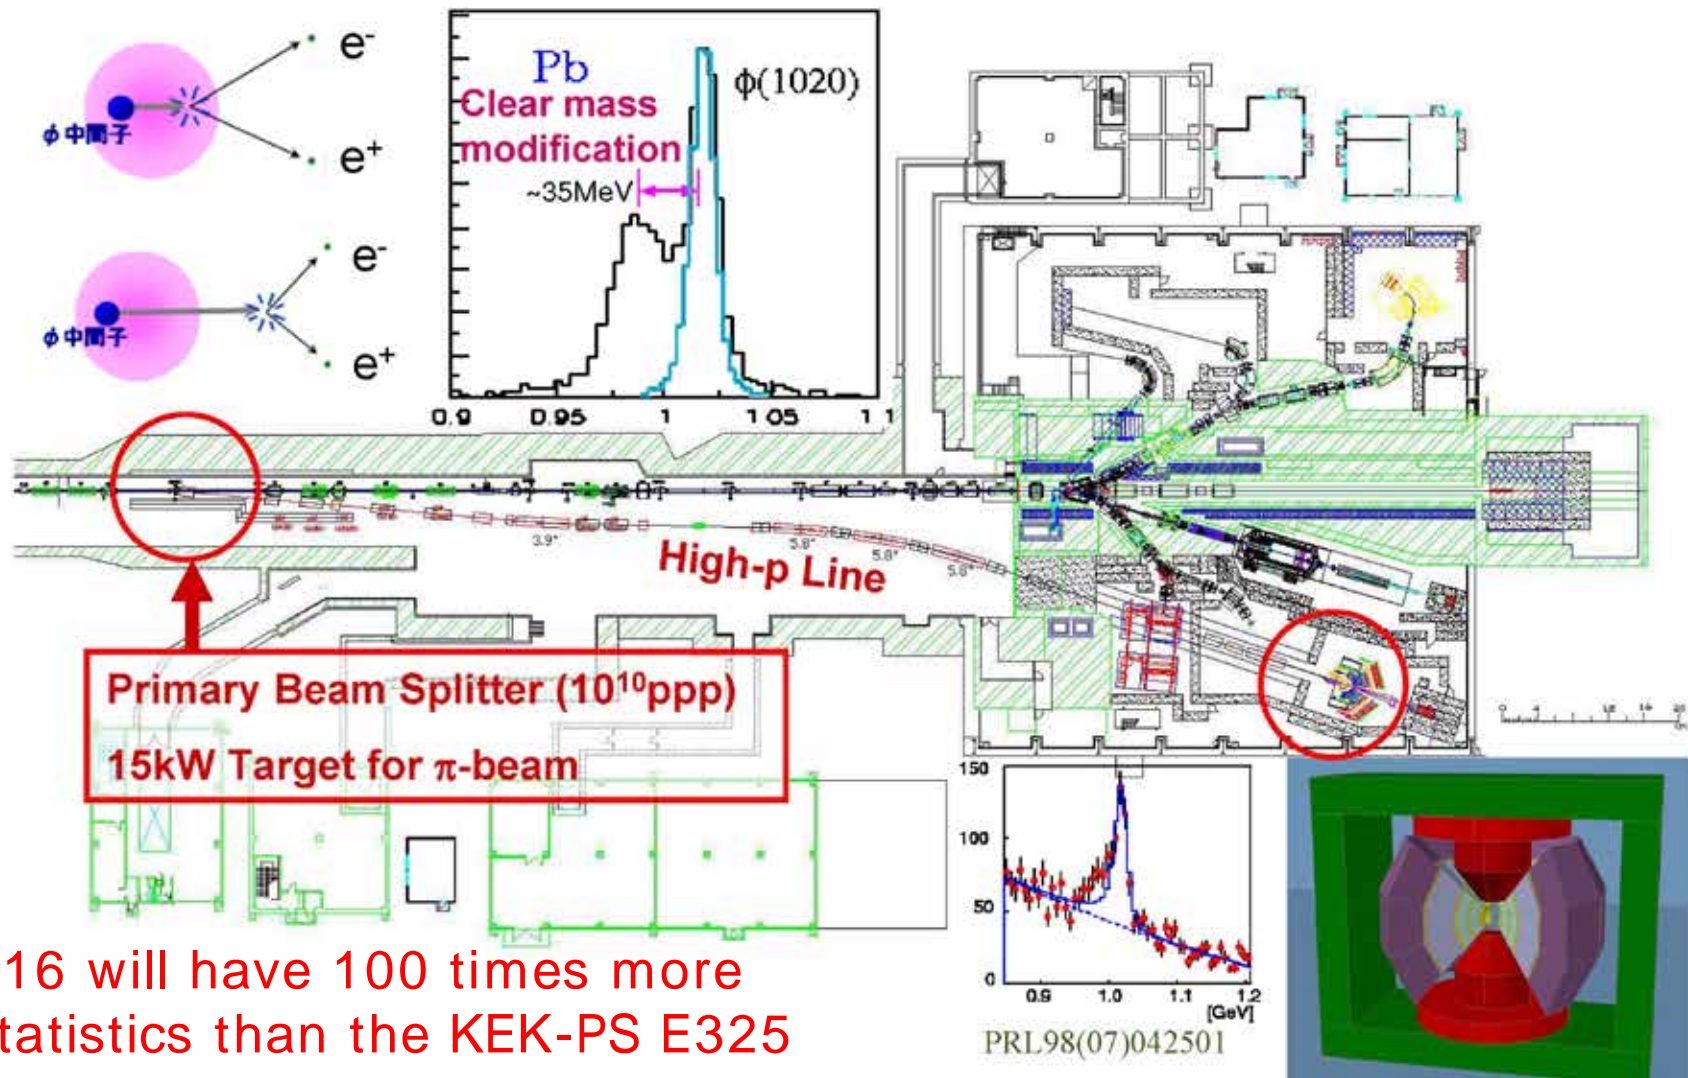 e-
e+
ϕ中間子
e-
e+
ϕ中間子
Pb
Clear mass
modification
~35MeV
ϕ(1020)
0.9 0.95 1 1.05 1 1
3.9°
5.8°
5.8°
5.8°
High-p Line
Primary Beam Splitter (10¹⁰ppp)
15kW Target for π-beam
150
100
50
0
0.9 1.0 1.1 1.2
[GeV]
PRL98(07)042501
16 will have 100 times more
tatistics than the KEK-PS E325